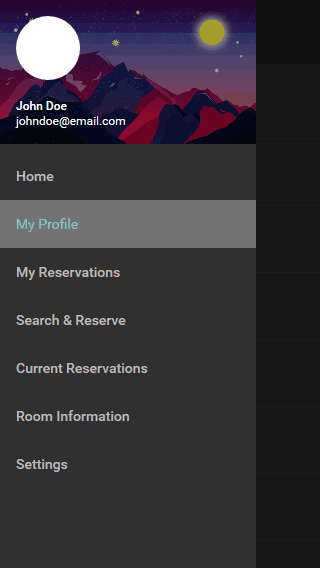 John Doe
johndoe@email.com
Home
My Profile
My Reservations
Search & Reserve
Current Reservations
Room Information
Settings